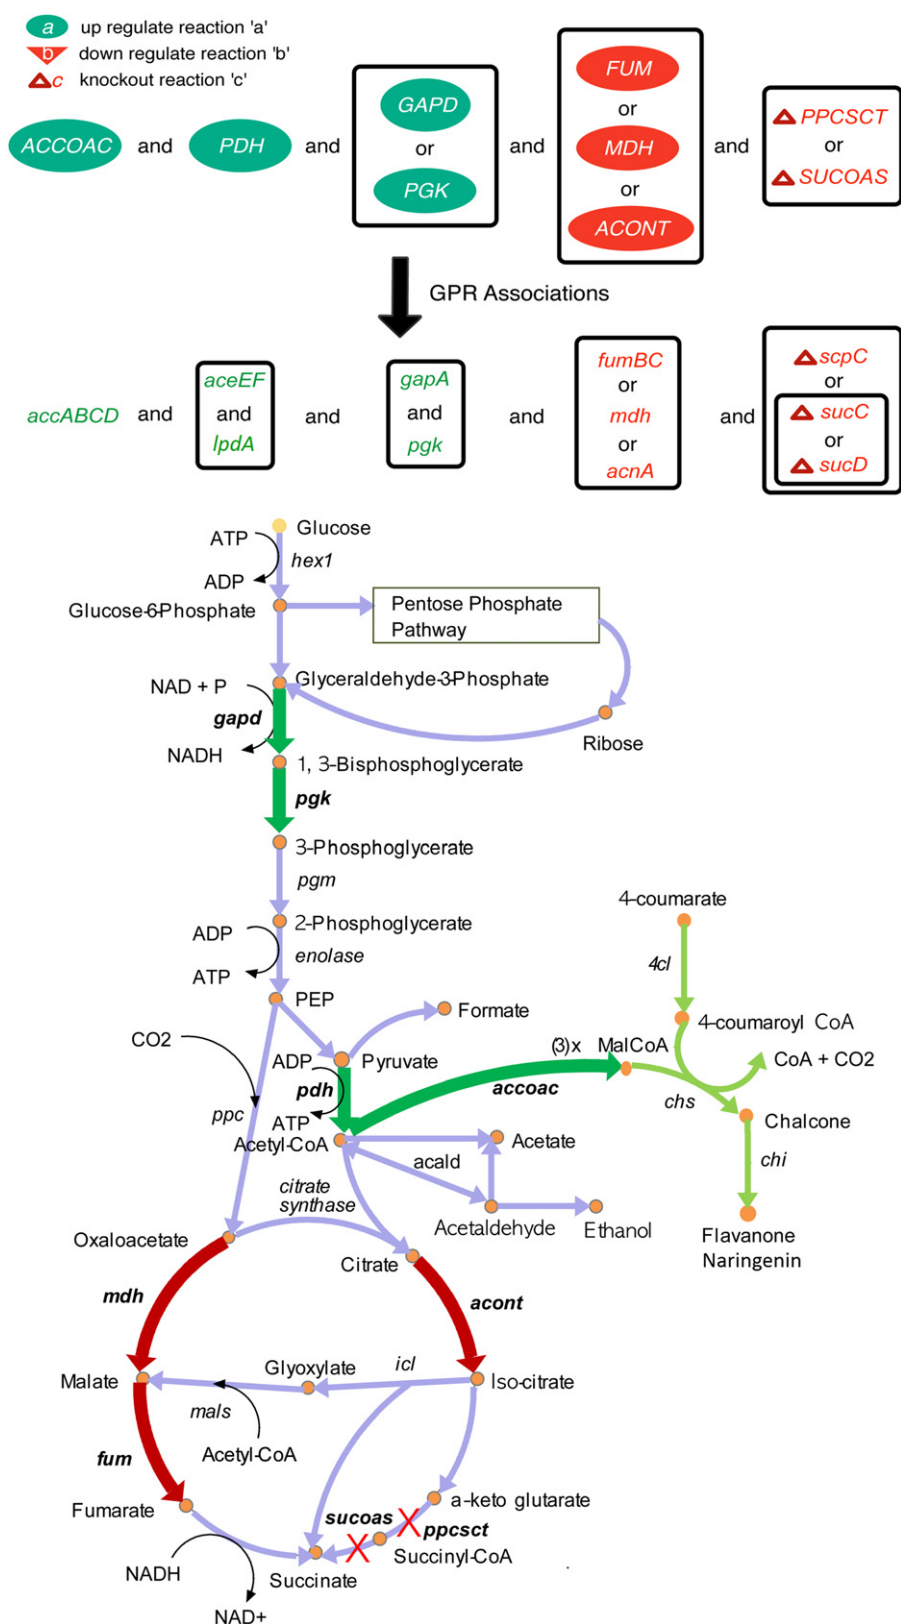 a up regulate reaction 'a'
b down regulate reaction 'b'
c knockout reaction 'c'
ACCOAC and PDH and GAPD or PGK and FUM or MDH or ACONT and PPCSCT or SUCOAS
GPR Associations
accABCD and aceEF and lpdA and gapA and pgk and fumBC or mdh or acnA and scpC or sucC or sucD
Glucose
ATP
hex1
ADP
Glucose-6-Phosphate
Pentose Phosphate
Pathway
Glyceraldehyde-3-Phosphate
NAD + P
gapd
NADH
Ribose
1, 3-Bisphosphoglycerate
pgk
3-Phosphoglycerate
pgm
2-Phosphoglycerate
ADP
enolase
ATP
PEP
Formate
CO2
ADP
Pyruvate
pdh
ATP
ppc
Acetyl-CoA
accoac
(3)x MalCoA
4-coumarate
4cl
4-coumaroyl CoA
CoA + CO2
chs
Chalcone
chi
Flavanone
Naringenin
Acetate
acald
Acetaldehyde
Ethanol
citrate
synthase
Oxaloacetate
Citrate
mdh
acont
Malate
Glyoxylate
icl
Iso-citrate
mals
Acetyl-CoA
fum
Fumarate
a-keto glutarate
sucoas
ppcsct
Succinyl-CoA
NADH
Succinate
NAD+